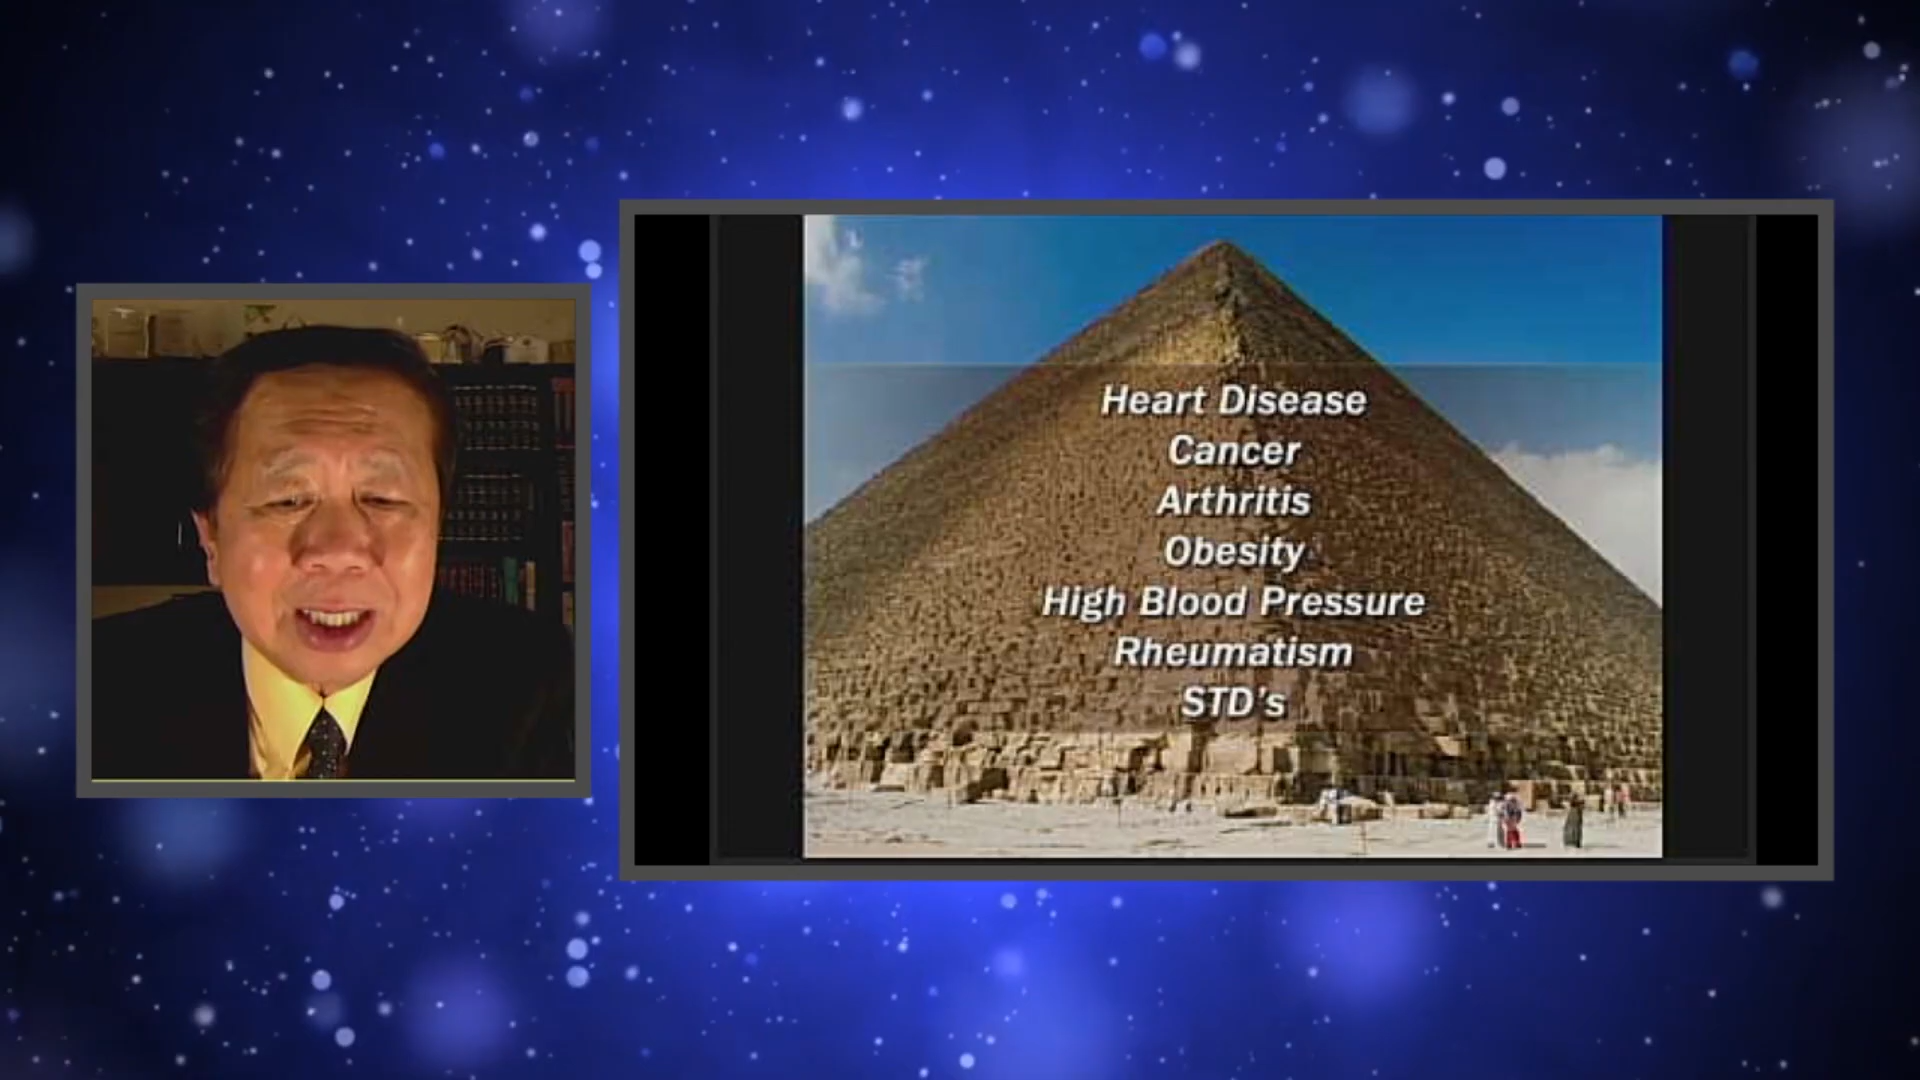 Heart Disease
Cancer
Arthritis
Obesity
High Blood Pressure
Rheumatism
STD's